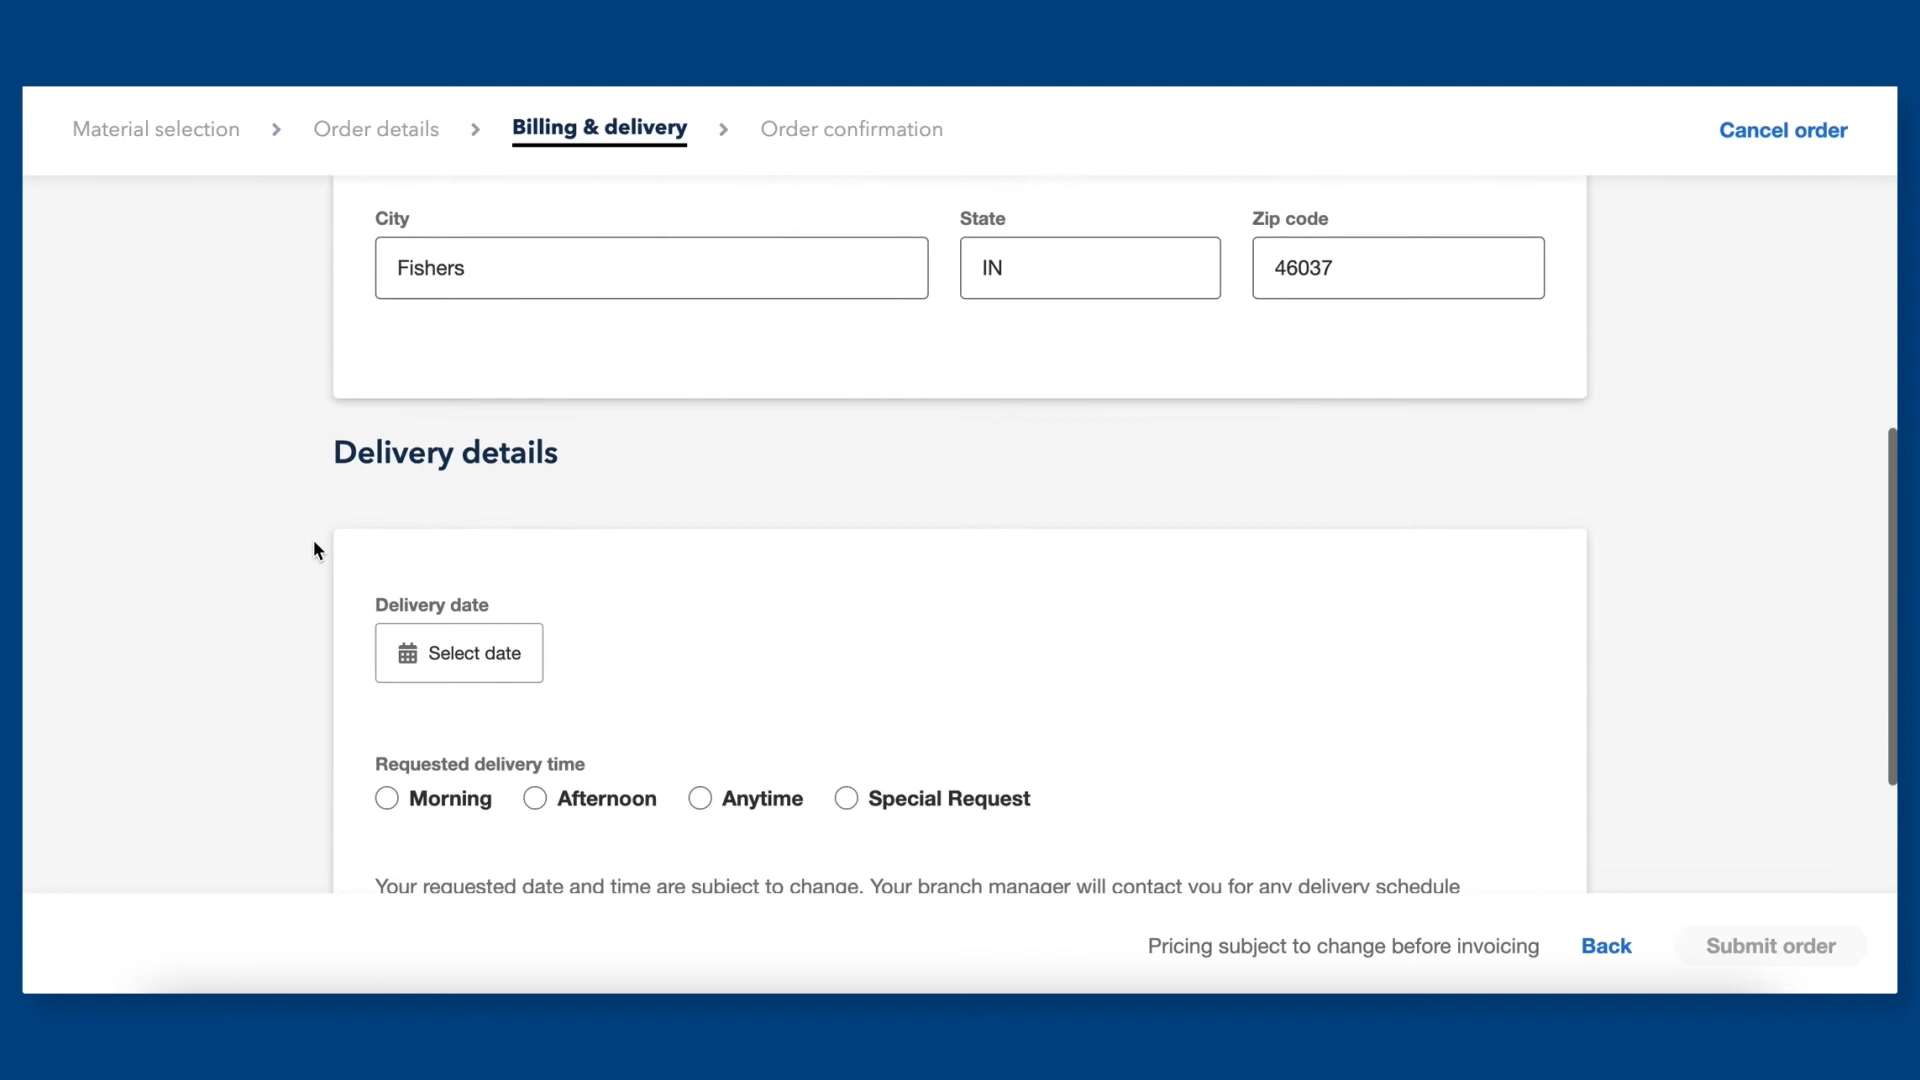 Material selection > Order details > Billing & delivery > Order confirmation Cancel order
City State Zip code
Fishers IN 46037
Delivery details
Delivery date
Select date
Requested delivery time
Morning Afternoon Anytime Special Request
Your requested date and time are subject to change. Your branch manager will contact you for any delivery schedule
Pricing subject to change before invoicing Back Submit order